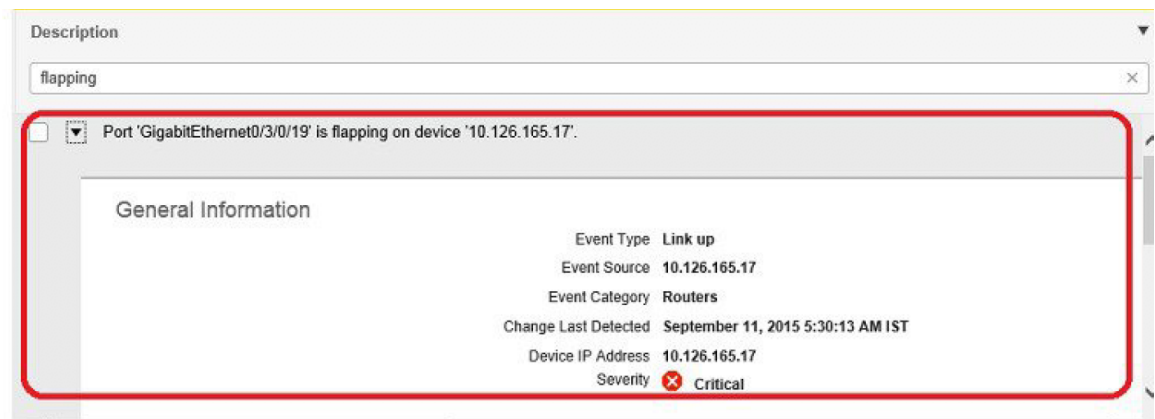 Description
flapping
Port 'GigabitEthernet0/3/0/19' is flapping on device '10.126.165.17'.
General Information
Event Type Link up
Event Source 10.126.165.17
Event Category Routers
Change Last Detected September 11, 2015 5:30:13 AM IST
Device IP Address 10.126.165.17
Severity Critical